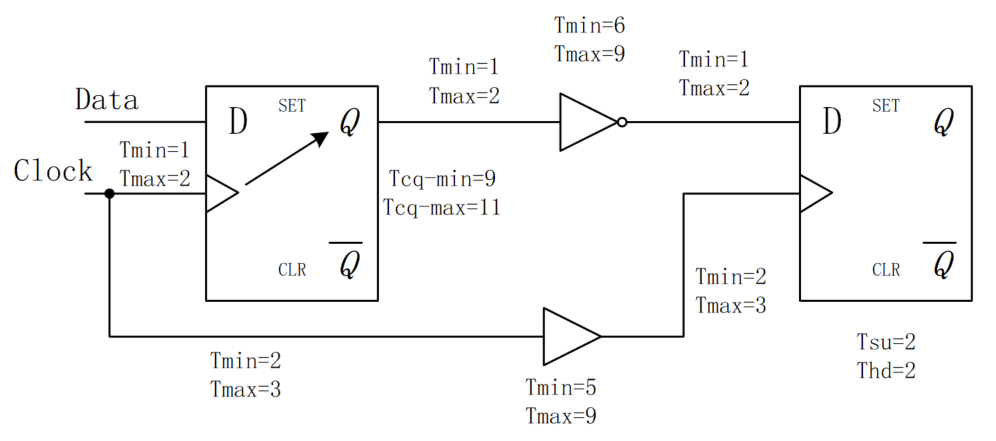 Tmin=6
Tmax=9
Tmin=1
Tmax=2
Tmin=1
Tmax=2
Data
D
SET
Q
D
SET
Q
Tmin=1
Tmax=2
Clock
Tcq-min=9
Tcq-max=11
CLR
Q
CLR
Q
Tmin=2
Tmax=3
Tmin=2
Tmax=3
Tmin=5
Tmax=9
Tsu=2
Thd=2